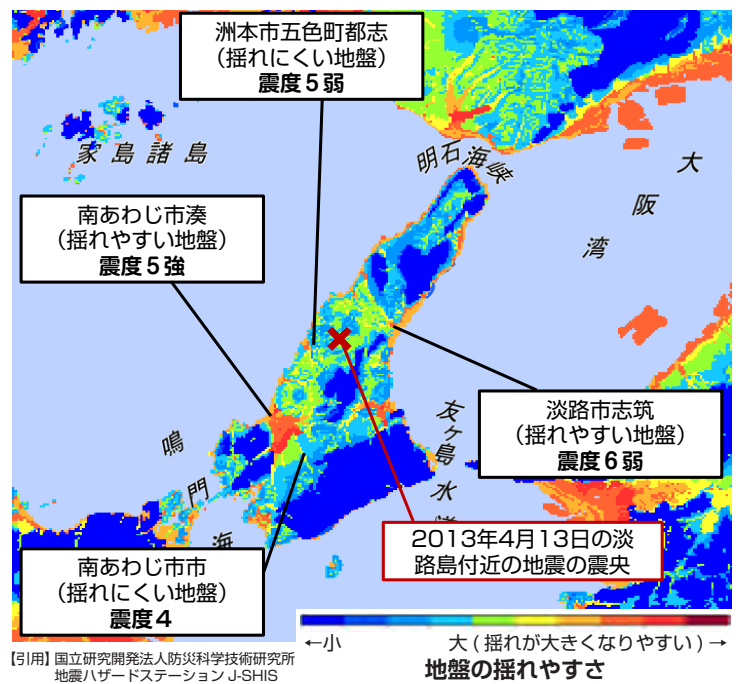 洲本市五色町都志
(揺れにくい地盤)
震度5弱
家島諸島
明石海峡
大阪湾
南あわじ市湊
(揺れやすい地盤)
震度5強
淡路市志筑
(揺れやすい地盤)
震度6弱
友ヶ島水道
鳴門海
2013年4月13日の淡
路島付近の地震の震央
南あわじ市市
(揺れにくい地盤)
震度4
←小
大(揺れが大きくなりやすい)→
地盤の揺れやすさ
【引用】国立研究開発法人防災科学技術研究所
地震ハザードステーション J-SHIS